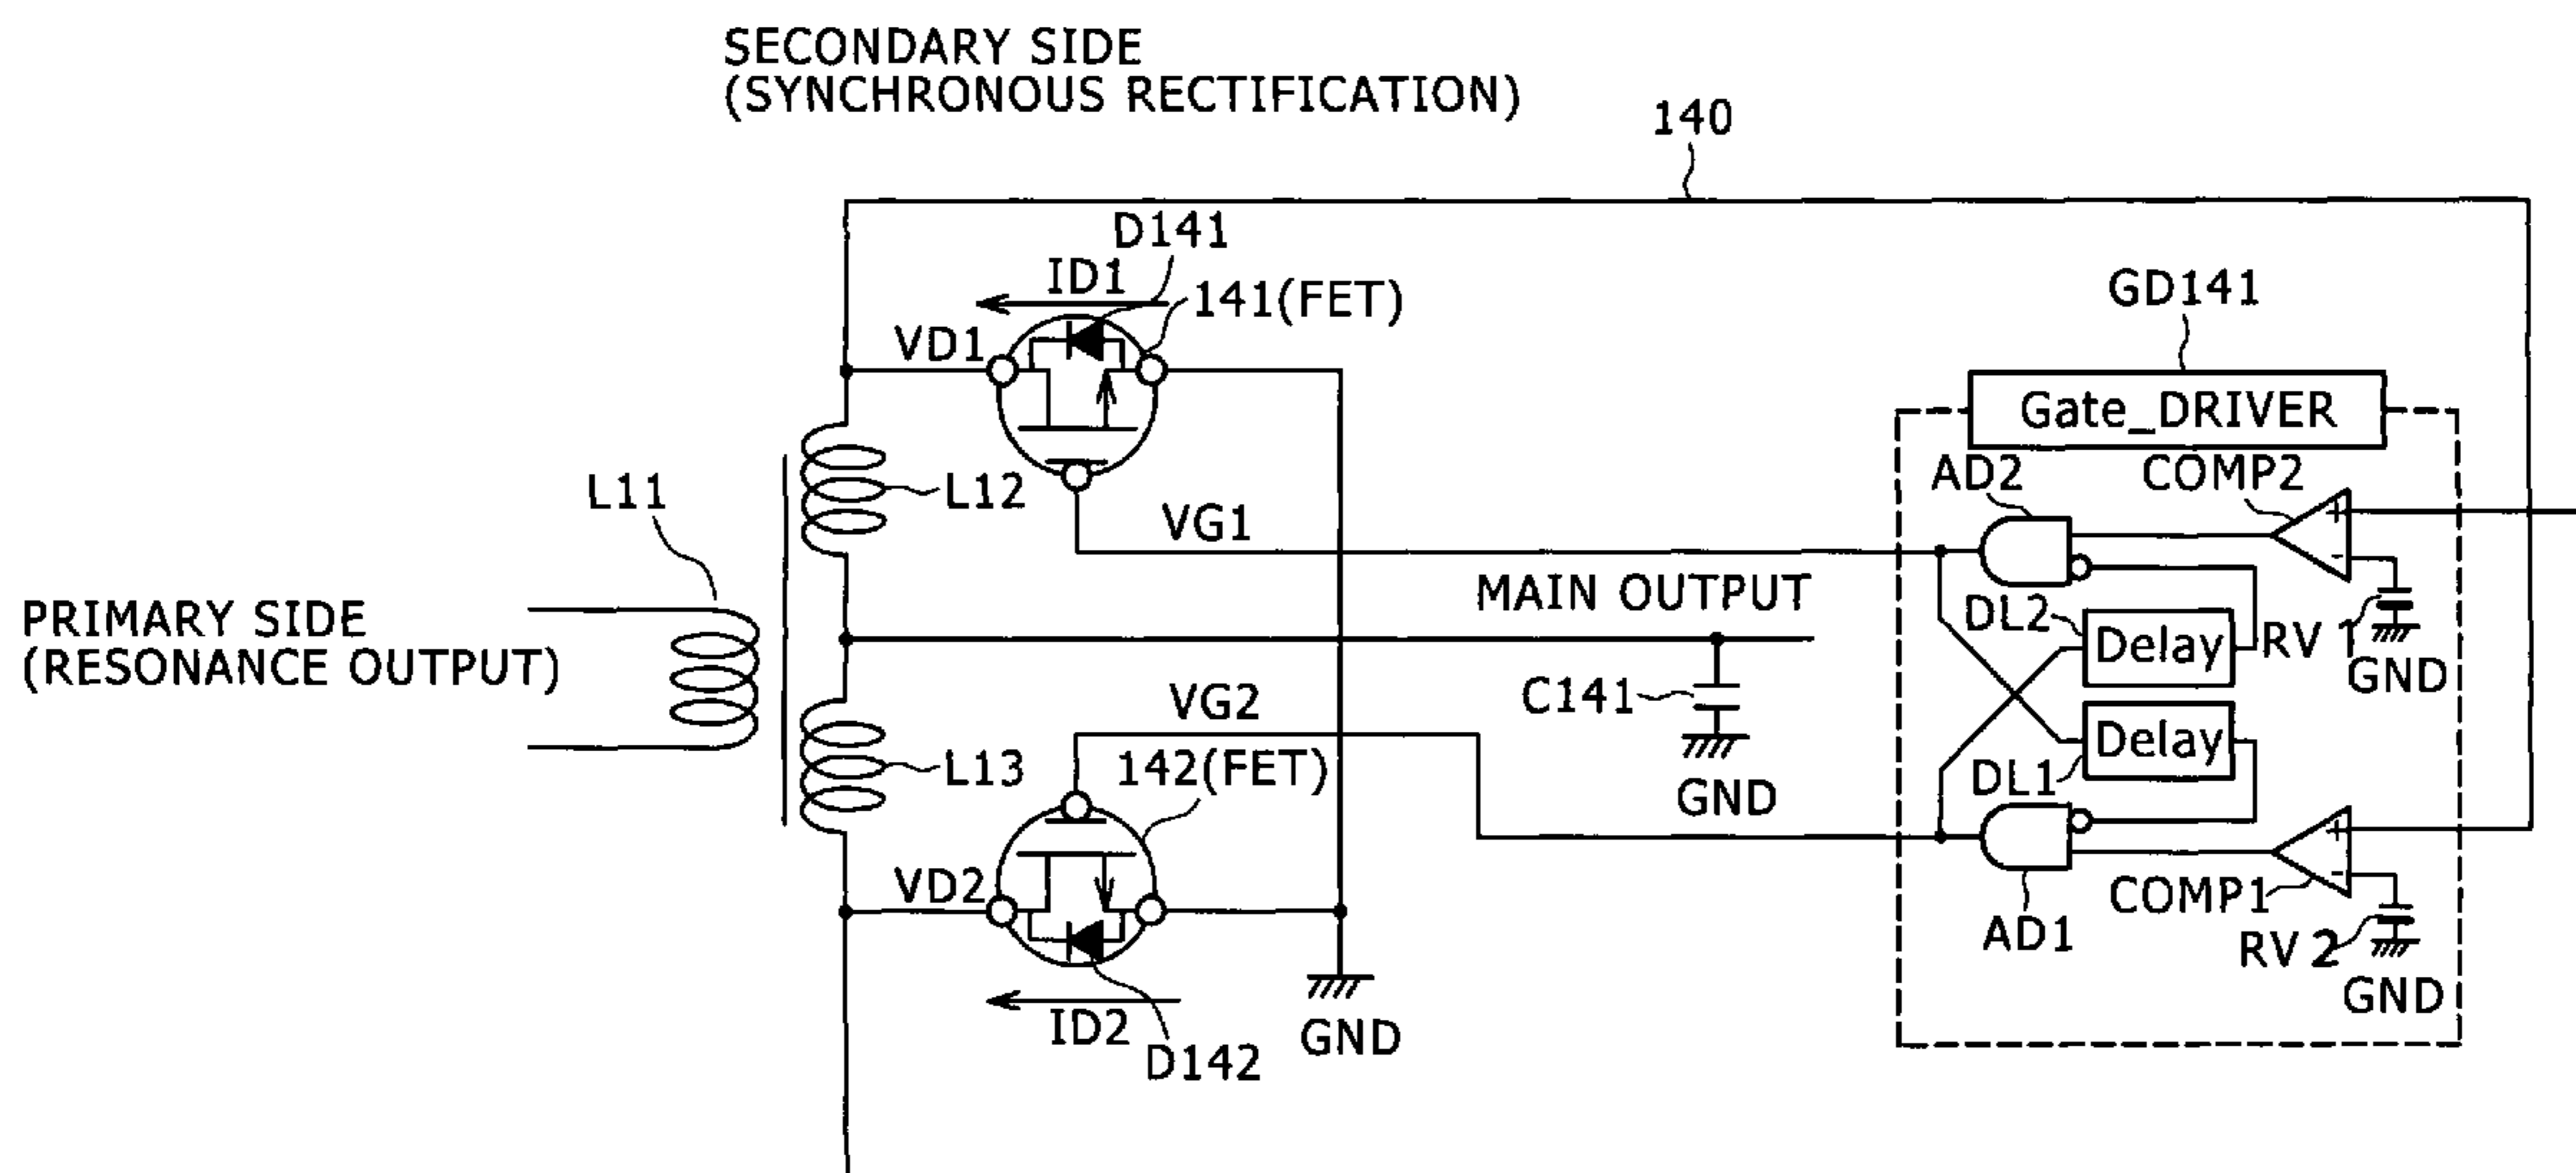 SECONDARY SIDE
(SYNCHRONOUS RECTIFICATION)
140
D141
ID1
141(FET)
VD1
GD141
Gate_DRIVER
AD2
COMP2
L11
L12
VG1
MAIN OUTPUT
DL2
Delay
RV 1
GND
PRIMARY SIDE
(RESONANCE OUTPUT)
C141
GND
VG2
Delay
DL1
L13
142(FET)
VD2
COMP1
AD1
RV 2
GND
ID2
D142
GND
+
-
+
-